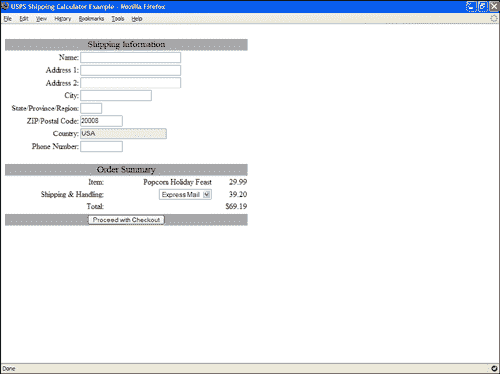 USPS Shipping Calculator Example - Mozilla Firefox
File Edit View History Bookmarks Tools Help
Shipping Information
Name:
Address 1:
Address 2:
City:
State/Province/Region:
ZIP/Postal Code: 20008
Country: USA
Phone Number:
Order Summary
Item: Popcorn Holiday Feast 29.99
Shipping & Handling: Express Mail 39.20
Total: $69.19
Proceed with Checkout
Done